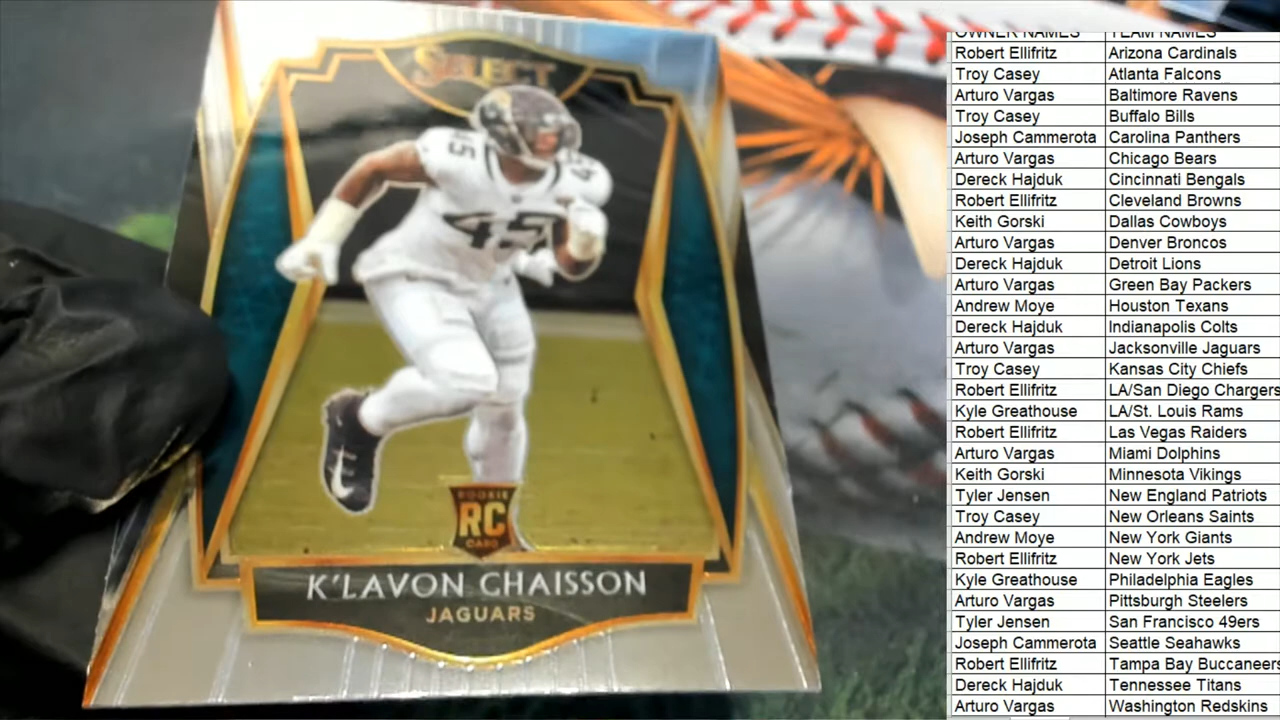 SELECT
45
45
ROOKIE
RC
CARD
K'LAVON CHAISSON
JAGUARS
OWNER NAMES TEAM NAMES
Robert Ellifritz Arizona Cardinals
Troy Casey Atlanta Falcons
Arturo Vargas Baltimore Ravens
Troy Casey Buffalo Bills
Joseph Cammerota Carolina Panthers
Arturo Vargas Chicago Bears
Dereck Hajduk Cincinnati Bengals
Robert Ellifritz Cleveland Browns
Keith Gorski Dallas Cowboys
Arturo Vargas Denver Broncos
Dereck Hajduk Detroit Lions
Arturo Vargas Green Bay Packers
Andrew Moye Houston Texans
Dereck Hajduk Indianapolis Colts
Arturo Vargas Jacksonville Jaguars
Troy Casey Kansas City Chiefs
Robert Ellifritz LA/San Diego Chargers
Kyle Greathouse LA/St. Louis Rams
Robert Ellifritz Las Vegas Raiders
Arturo Vargas Miami Dolphins
Keith Gorski Minnesota Vikings
Tyler Jensen New England Patriots
Troy Casey New Orleans Saints
Andrew Moye New York Giants
Robert Ellifritz New York Jets
Kyle Greathouse Philadelphia Eagles
Arturo Vargas Pittsburgh Steelers
Tyler Jensen San Francisco 49ers
Joseph Cammerota Seattle Seahawks
Robert Ellifritz Tampa Bay Buccaneers
Dereck Hajduk Tennessee Titans
Arturo Vargas Washington Redskins